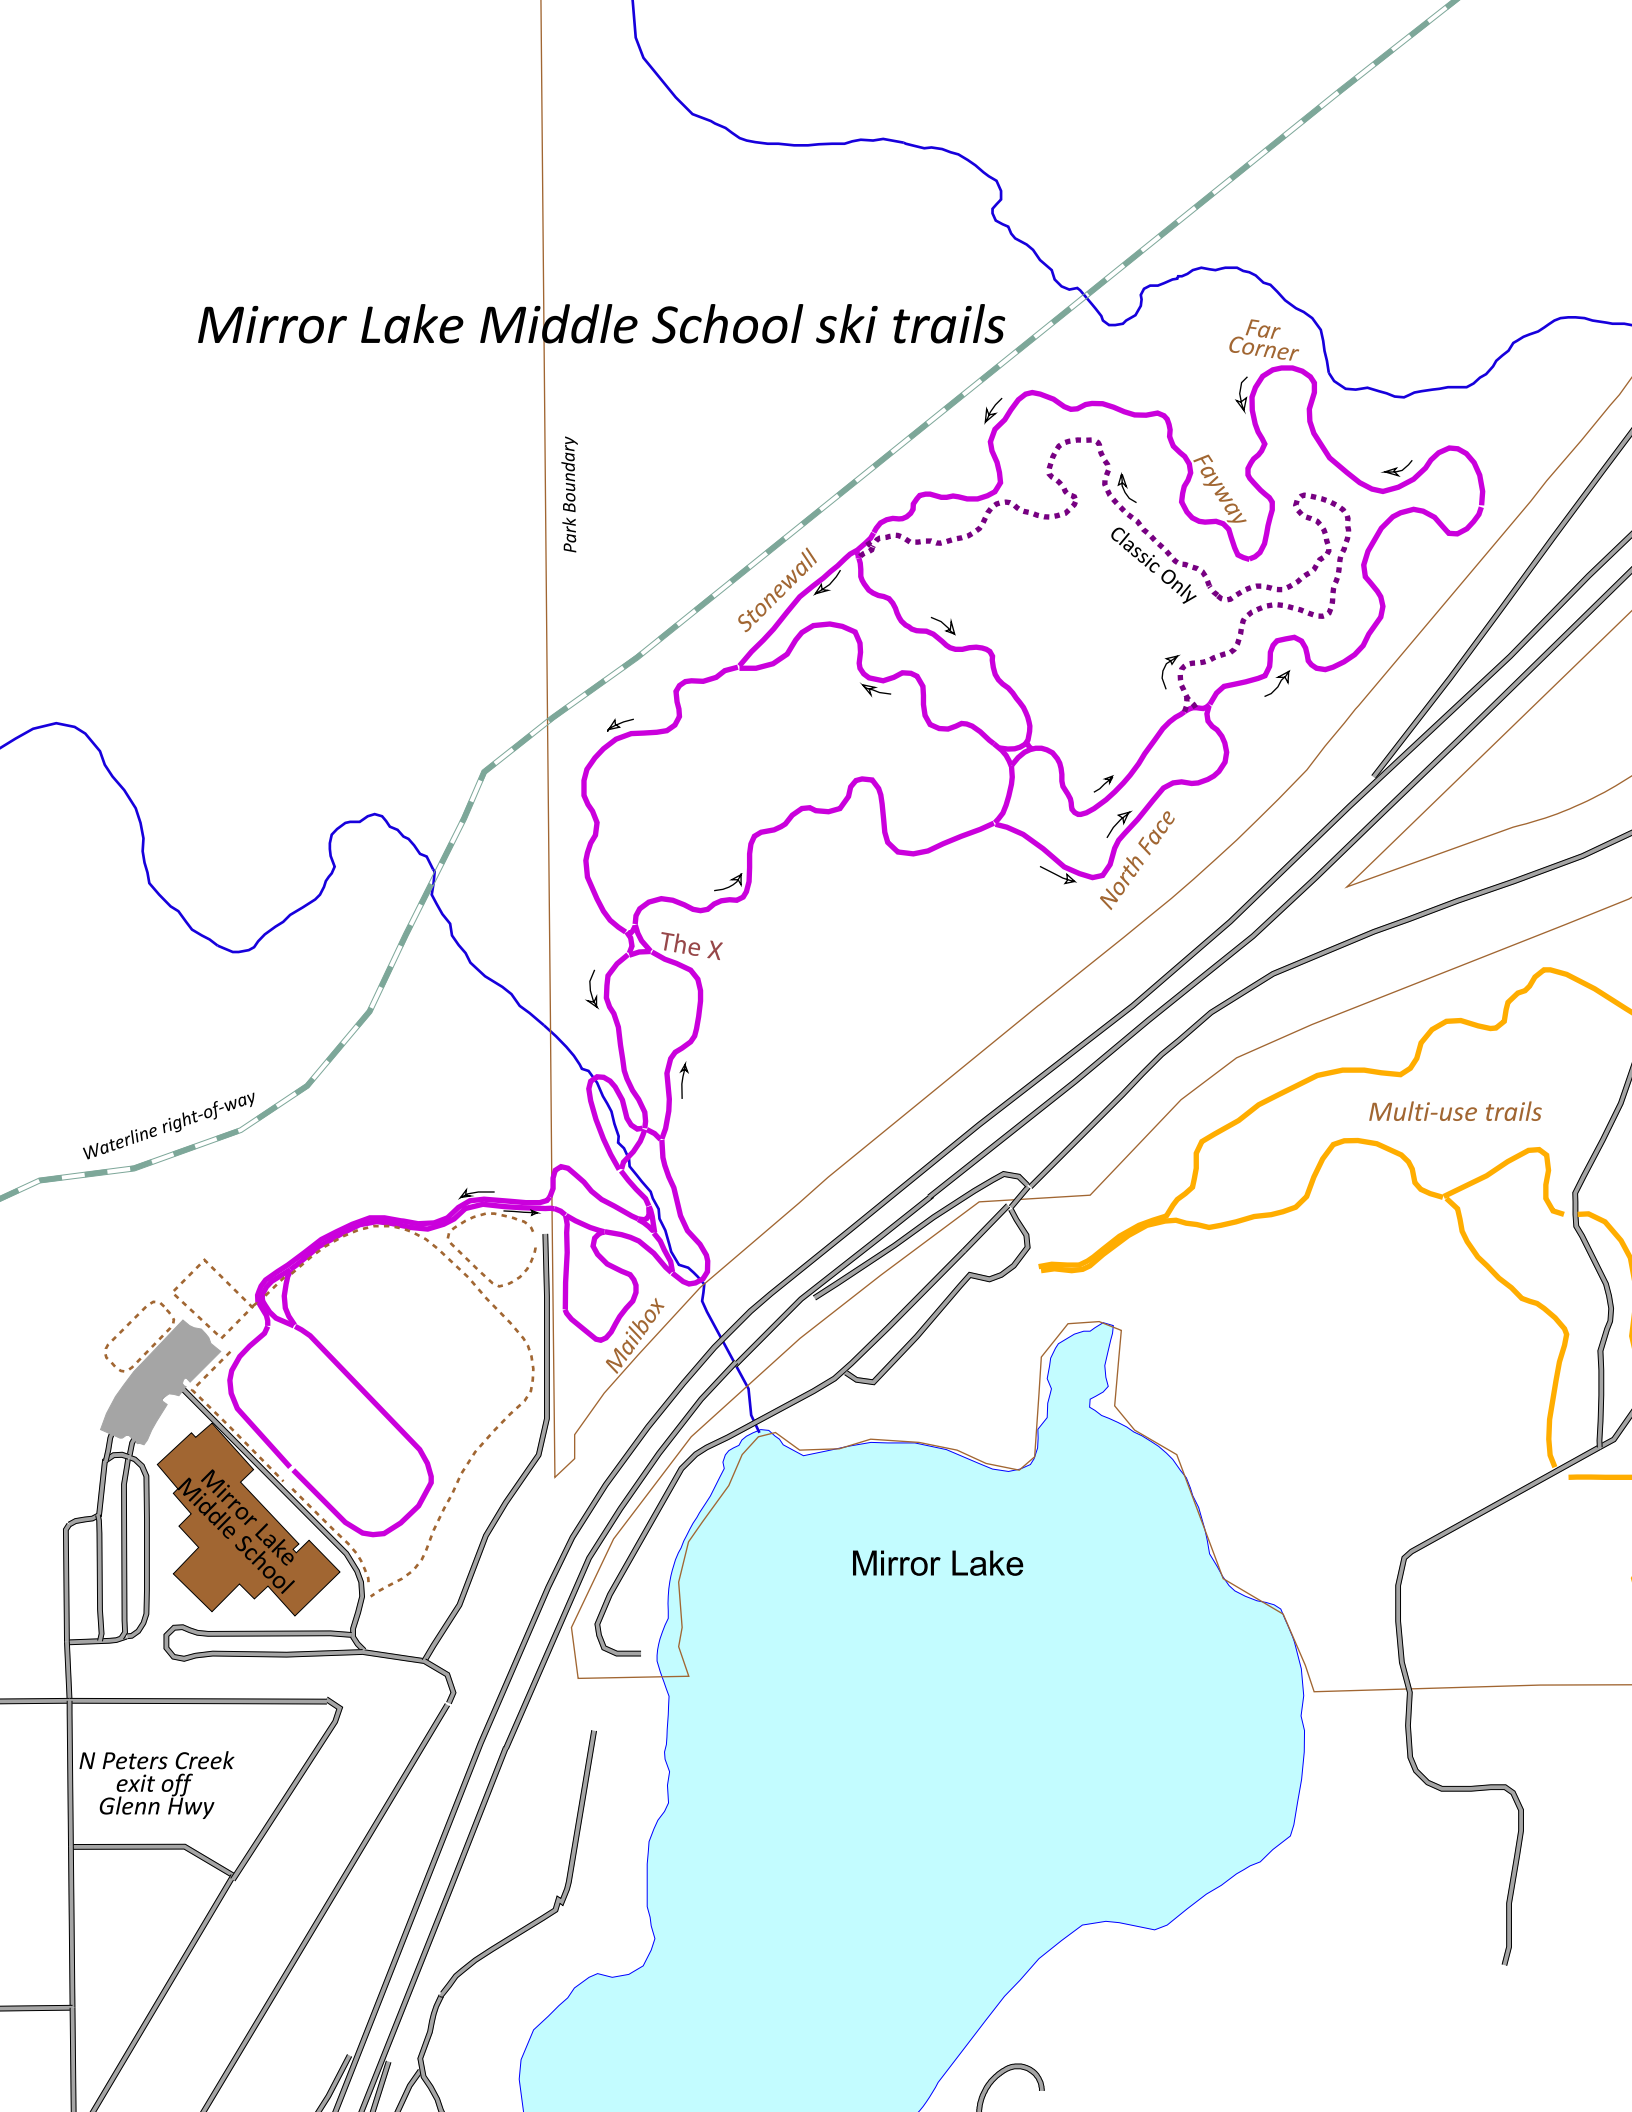 Mirror Lake Middle School ski trails
Far
Corner
Park Boundary
Fayway
Classic Only
Stonewall
North Face
The X
Waterline right-of-way
Multi-use trails
Mailbox
Mirror Lake
Middle School
Mirror Lake
N Peters Creek
exit off
Glenn Hwy